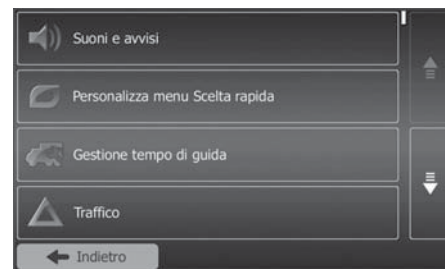 Suoni e avvisi
Personalizza menu Scelta rapida
Gestione tempo di guida
Traffico
Indietro